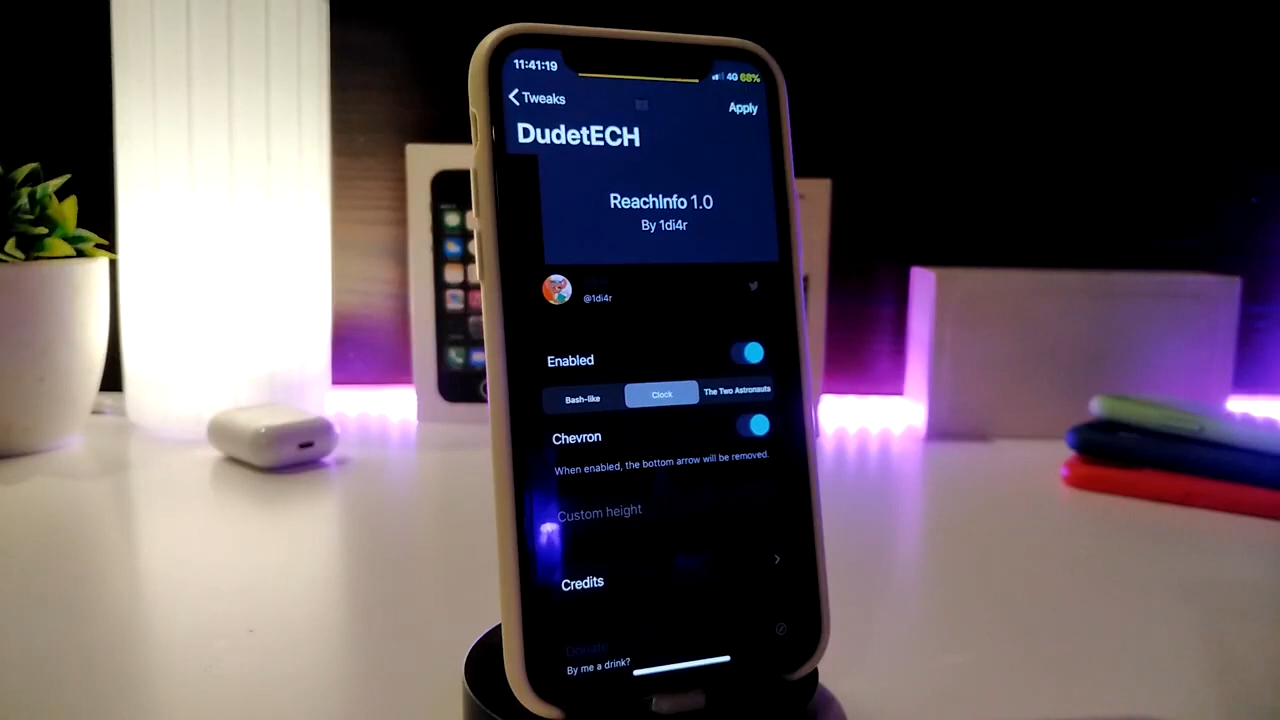 11:41:19
4G 68%
Tweaks
Apply
DudetECH
ReachInfo 1.0
By 1di4r
@1di4r
Enabled
Bash-like
Clock
The Two Astronauts
Chevron
When enabled, the bottom arrow will be removed.
Custom height
Credits
Donate
By me a drink?